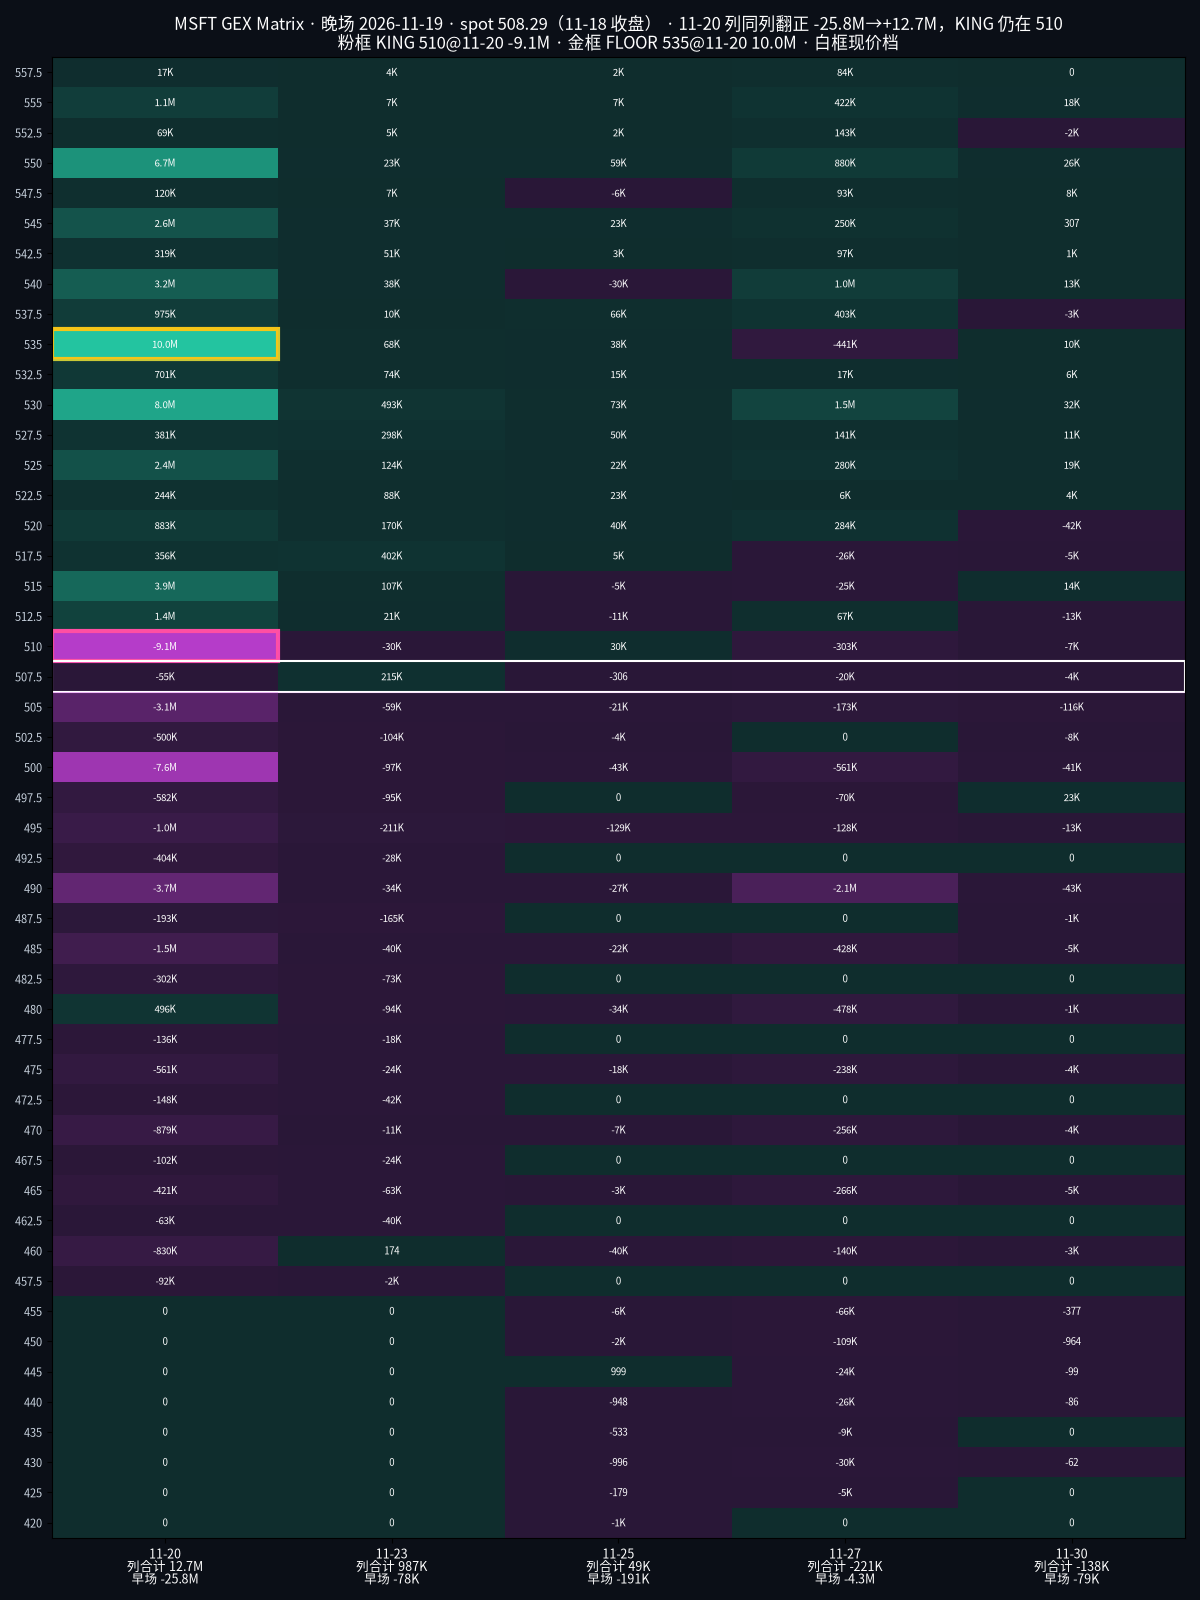 MSFT GEX Matrix · 晚场 2026-11-19 · spot 508.29（11-18 收盘） · 11-20 列同列翻正 -25.8M→+12.7M，KING 仍在 510
粉框 KING 510@11-20 -9.1M · 金框 FLOOR 535@11-20 10.0M · 白框现价档
557.5 17K 4K 2K 84K 0
555 1.1M 7K 7K 422K 18K
552.5 69K 5K 2K 143K -2K
550 6.7M 23K 59K 880K 26K
547.5 120K 7K -6K 93K 8K
545 2.6M 37K 23K 250K 307
542.5 319K 51K 3K 97K 1K
540 3.2M 38K -30K 1.0M 13K
537.5 975K 10K 66K 403K -3K
535 10.0M 68K 38K -441K 10K
532.5 701K 74K 15K 17K 6K
530 8.0M 493K 73K 1.5M 32K
527.5 381K 298K 50K 141K 11K
525 2.4M 124K 22K 280K 19K
522.5 244K 88K 23K 6K 4K
520 883K 170K 40K 284K -42K
517.5 356K 402K 5K -26K -5K
515 3.9M 107K -5K -25K 14K
512.5 1.4M 21K -11K 67K -13K
510 -9.1M -30K 30K -303K -7K
507.5 -55K 215K -306 -20K -4K
505 -3.1M -59K -21K -173K -116K
502.5 -500K -104K -4K 0 -8K
500 -7.6M -97K -43K -561K -41K
497.5 -582K -95K 0 -70K 23K
495 -1.0M -211K -129K -128K -13K
492.5 -404K -28K 0 0 0
490 -3.7M -34K -27K -2.1M -43K
487.5 -193K -165K 0 0 -1K
485 -1.5M -40K -22K -428K -5K
482.5 -302K -73K 0 0 0
480 496K -94K -34K -478K -1K
477.5 -136K -18K 0 0 0
475 -561K -24K -18K -238K -4K
472.5 -148K -42K 0 0 0
470 -879K -11K -7K -256K -4K
467.5 -102K -24K 0 0 0
465 -421K -63K -3K -266K -5K
462.5 -63K -40K 0 0 0
460 -830K 174 -40K -140K -3K
457.5 -92K -2K 0 0 0
455 0 0 -6K -66K -377
450 0 0 -2K -109K -964
445 0 0 999 -24K -99
440 0 0 -948 -26K -86
435 0 0 -533 -9K 0
430 0 0 -996 -30K -62
425 0 0 -179 -5K 0
420 0 0 -1K 0 0
11-20 11-23 11-25 11-27 11-30
列合计 12.7M 列合计 987K 列合计 49K 列合计 -221K 列合计 -138K
早场 -25.8M 早场 -78K 早场 -191K 早场 -4.3M 早场 -79K